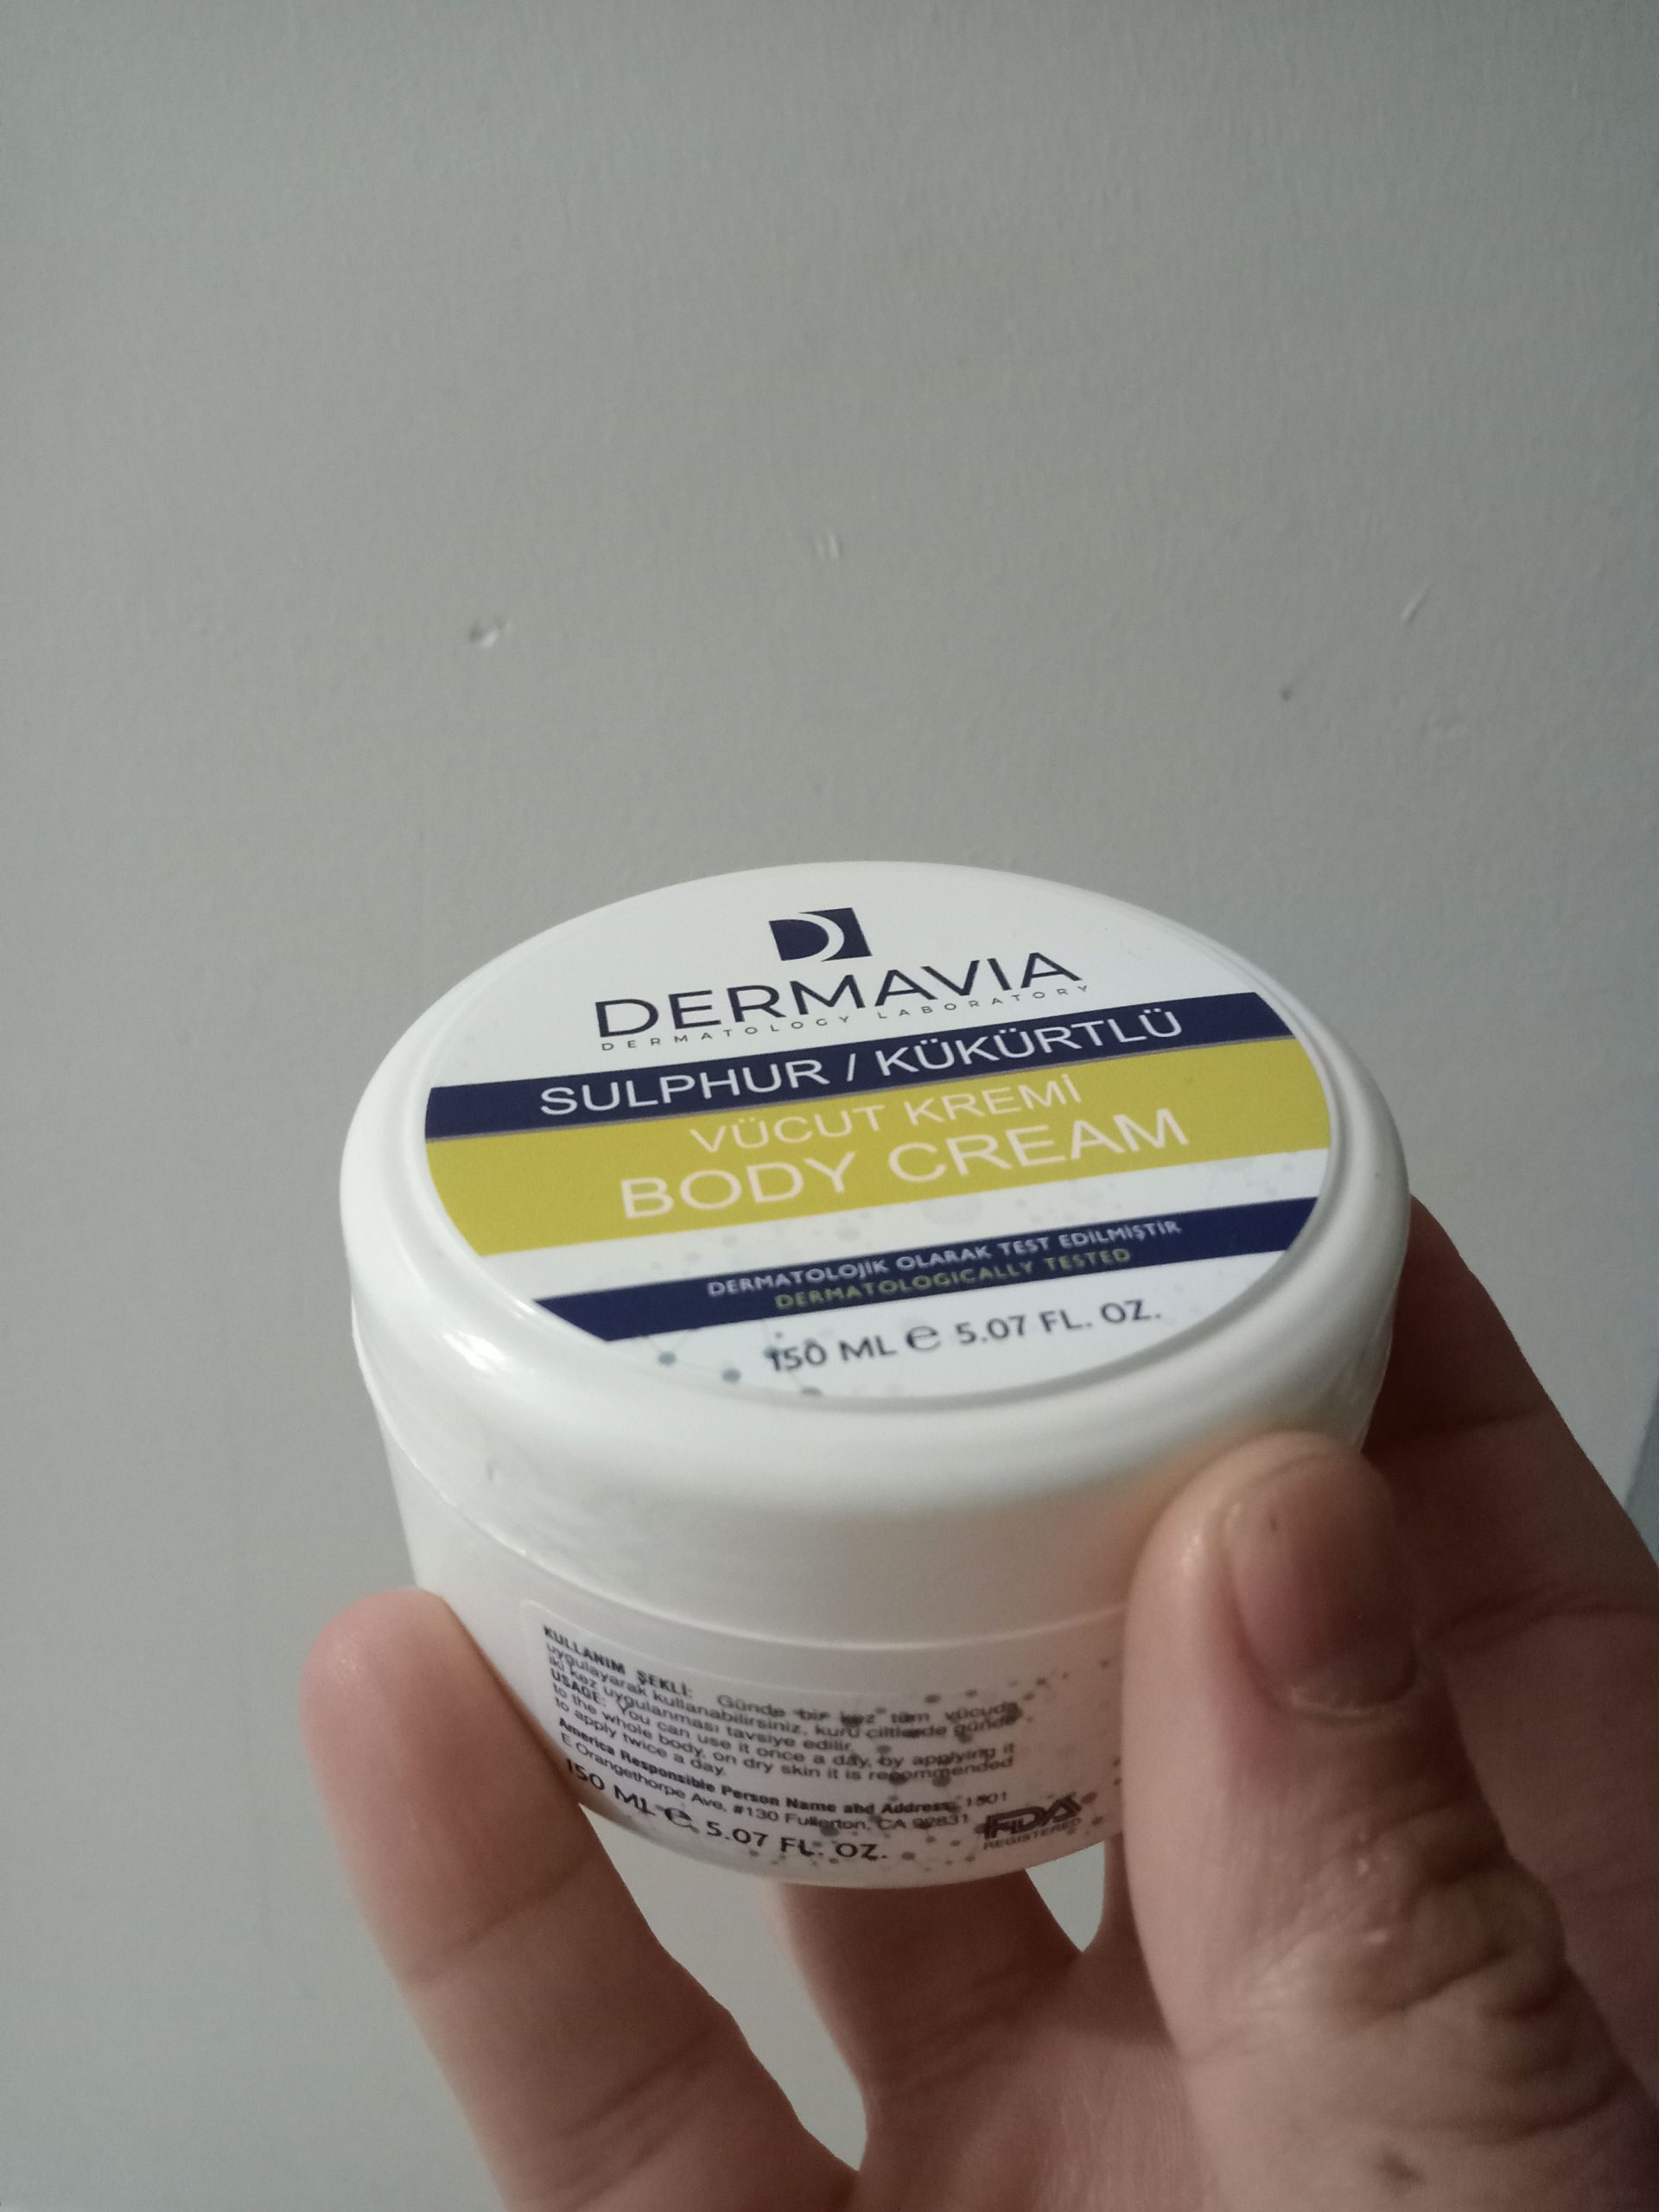 DERMAVIA
DERMATOLOGY LABORATORY
SULPHUR / KÜKÜRTLÜ
VÜCUT KREMİ
BODY CREAM
DERMATOLOJİK OLARAK TEST EDİLMİŞTİR
DERMATOLOGICALLY TESTED
150 ML ℮ 5.07 FL. OZ.
KULLANIM ŞEKLİ: Günde bir kez tüm vücuda
uygulayarak kullanabilirsiniz, kuru ciltlerde günde
iki kez uygulanması tavsiye edilir.
USAGE: You can use it once a day, by applying it
to the whole body, on dry skin it is recommended
to apply twice a day.
America Responsible Person Name and Address: 1501
E Orangethorpe Ave, #130 Fullerton, CA 92831
150 ML ℮ 5.07 FL. OZ.
FDA
REGISTERED